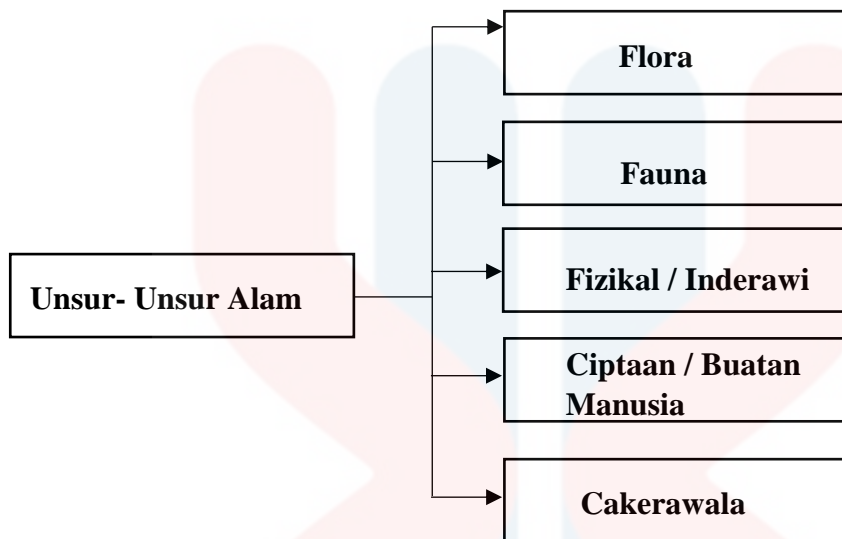 Flora
Fauna
Unsur- Unsur Alam
Fizikal / Inderawi
Ciptaan / Buatan
Manusia
Cakerawala